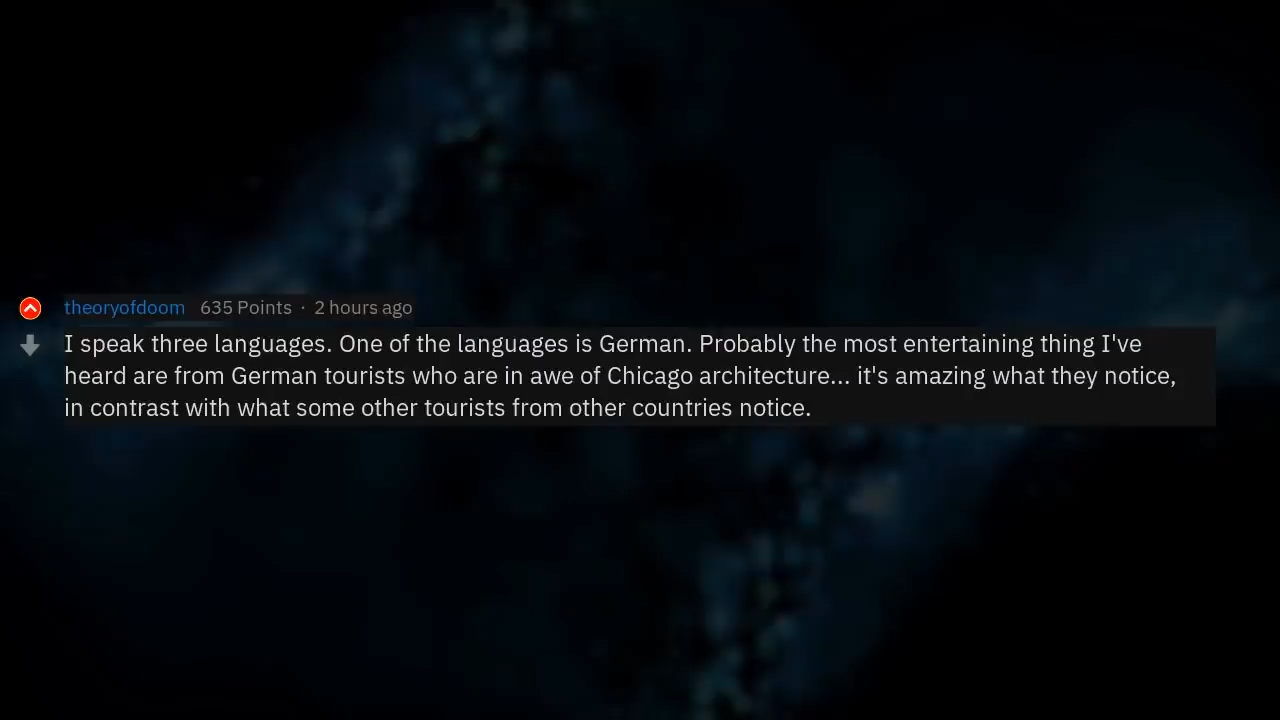 theoryofdoom 635 Points · 2 hours ago
I speak three languages. One of the languages is German. Probably the most entertaining thing I've
heard are from German tourists who are in awe of Chicago architecture... it's amazing what they notice,
in contrast with what some other tourists from other countries notice.